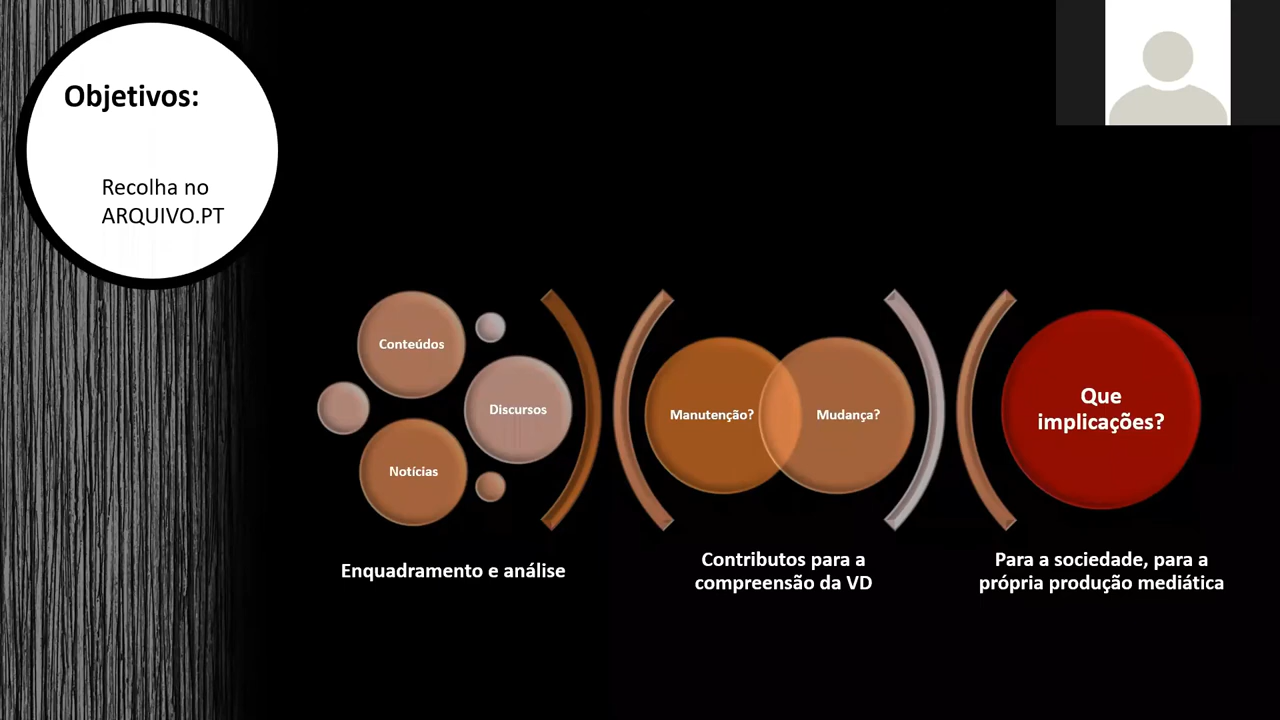 Objetivos:
Recolha no
ARQUIVO.PT
Conteúdos
Discursos
Notícias
Enquadramento e análise
Manutenção?
Mudança?
Contributos para a
compreensão da VD
Que
implicações?
Para a sociedade, para a
própria produção mediática